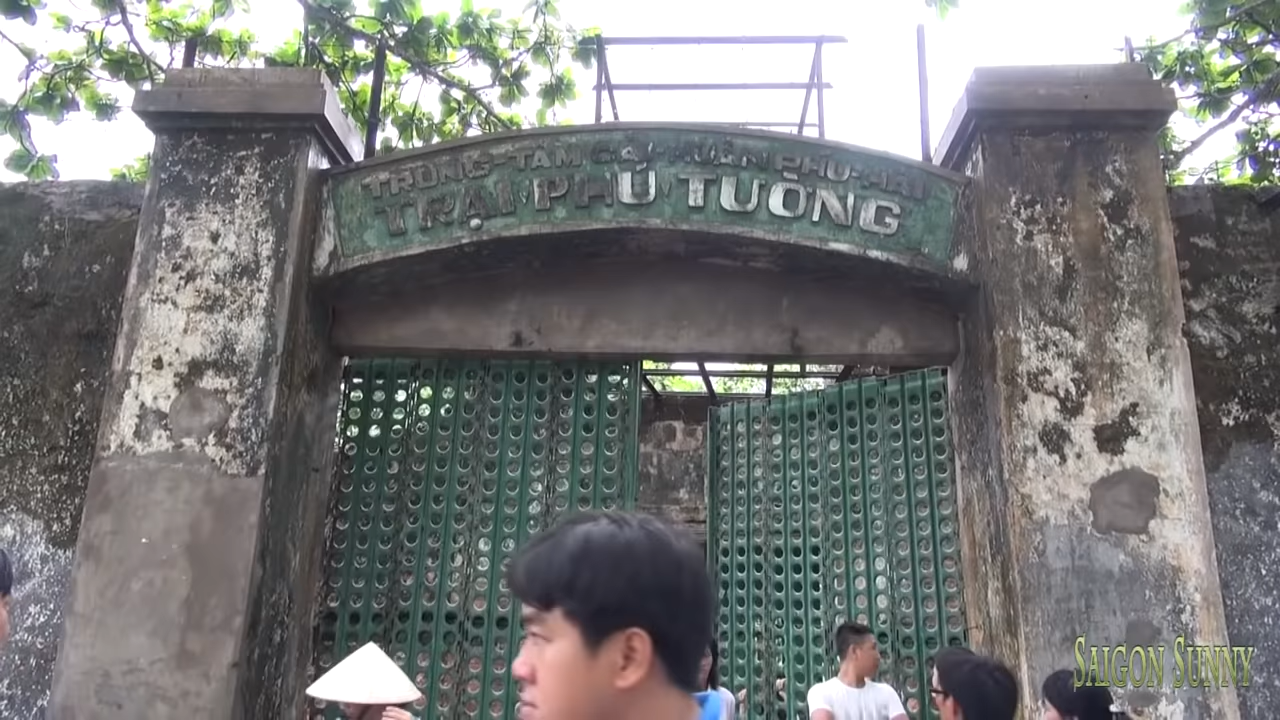 TRUNG-TÂM CẢI-HUẤN PHÚ-HẢI
TRẠI PHÚ TƯỜNG
SAIGON SUNNY